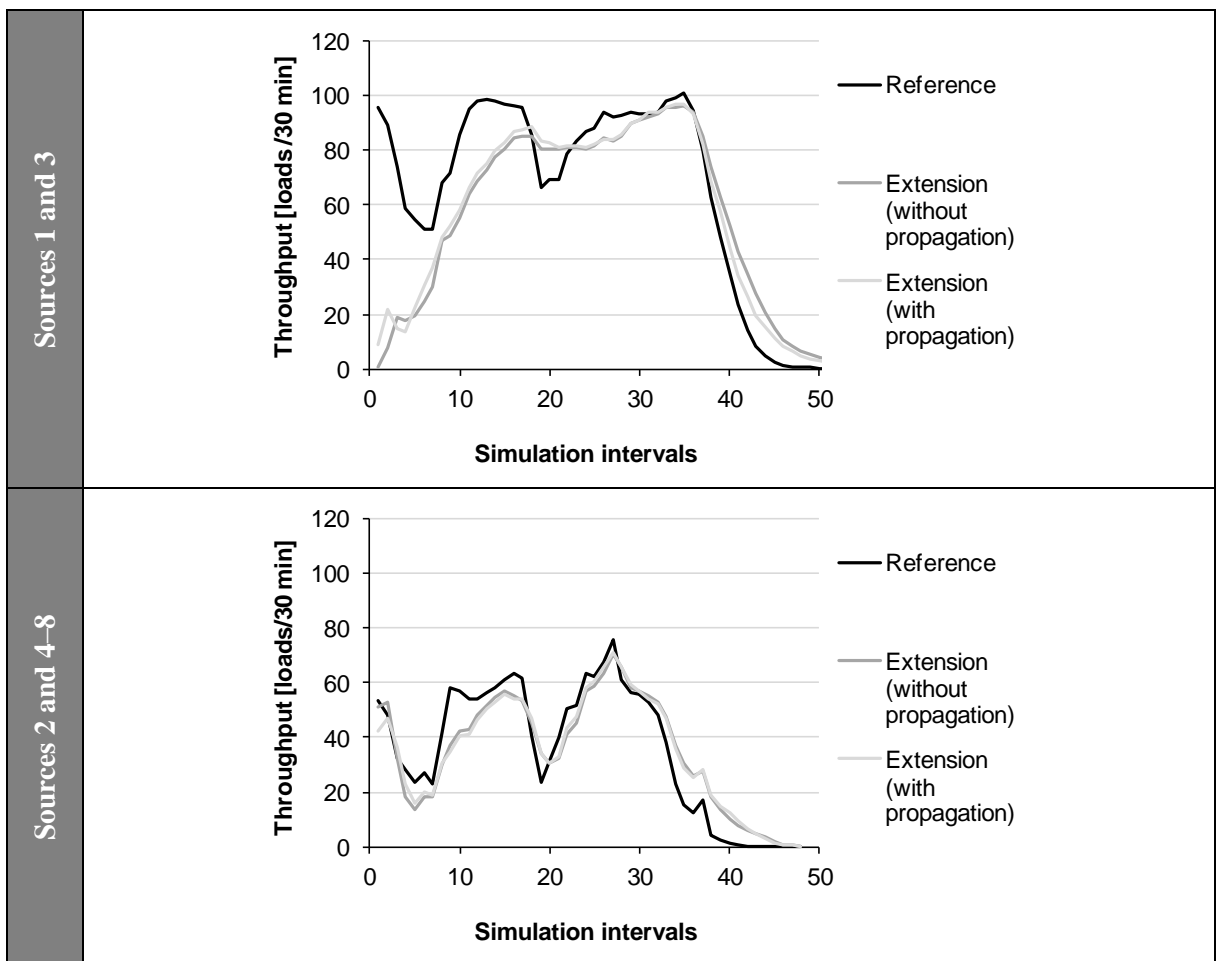 Sources 1 and 3
Throughput [loads/30 min]
120
100
80
60
40
20
0
0 10 20 30 40 50
Simulation intervals
Reference
Extension
(without
propagation)
Extension
(with
propagation)
Sources 2 and 4–8
Throughput [loads/30 min]
120
100
80
60
40
20
0
0 10 20 30 40 50
Simulation intervals
Reference
Extension
(without
propagation)
Extension
(with
propagation)